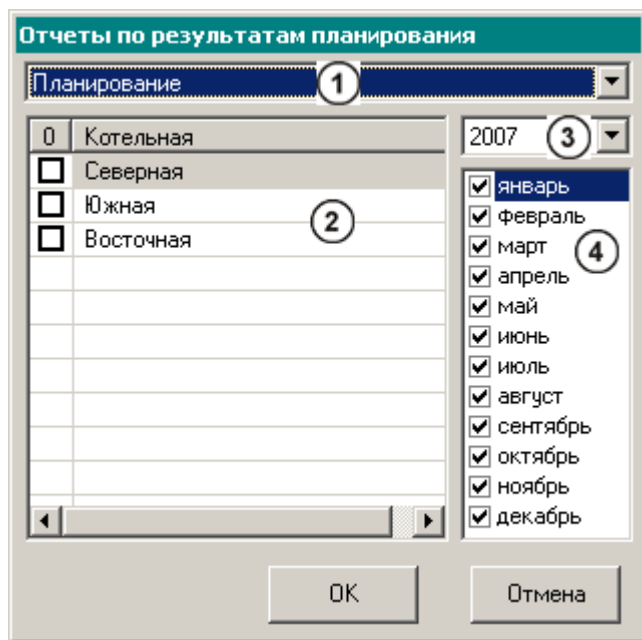 Отчеты по результатам планирования
Планирование 1
0 Котельная
Северная
Южная
Восточная
2
2007 3
январь
февраль
март 4
апрель
май
июнь
июль
август
сентябрь
октябрь
ноябрь
декабрь
OK Отмена